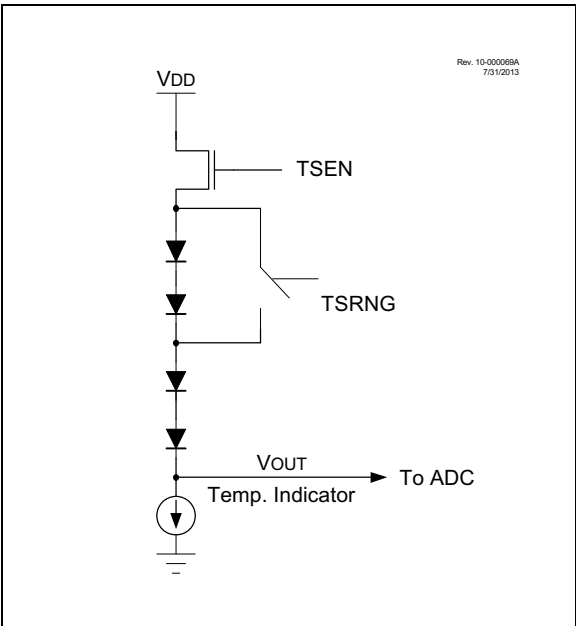 Rev. 10-000069A
7/31/2013
VDD
TSEN
TSRNG
VOUT
To ADC
Temp. Indicator